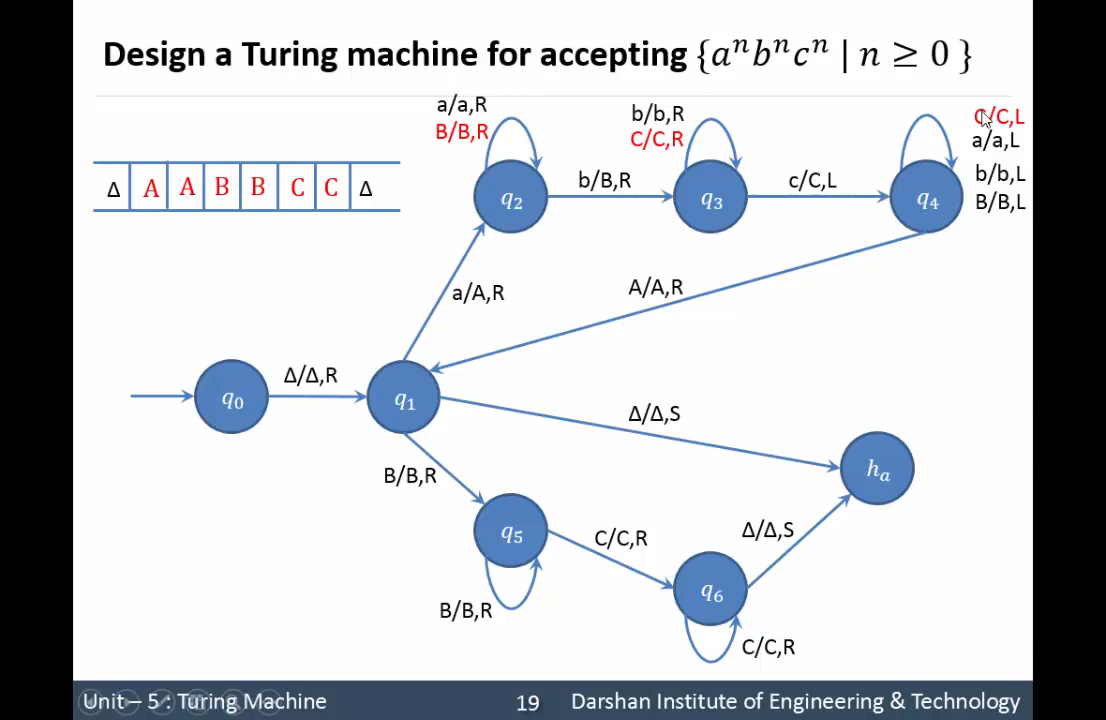 Design a Turing machine for accepting {aⁿbⁿcⁿ | n ≥ 0 }
a/a,R
B/B,R
b/b,R
C/C,R
C/C,L
a/a,L
b/b,L
B/B,L
Δ A A B B C C Δ
q₂
b/B,R
q₃
c/C,L
q₄
a/A,R
A/A,R
q₀
Δ/Δ,R
q₁
Δ/Δ,S
hₐ
B/B,R
q₅
C/C,R
Δ/Δ,S
q₆
B/B,R
C/C,R
Unit – 5 : Turing Machine 19 Darshan Institute of Engineering & Technology